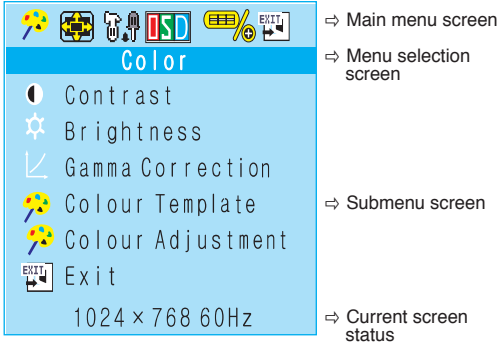 OSD EXIT ⇨ Main menu screen
Color ⇨ Menu selection
screen
Contrast
Brightness
Gamma Correction
Colour Template ⇨ Submenu screen
Colour Adjustment
EXIT Exit
1024×768 60Hz ⇨ Current screen
status